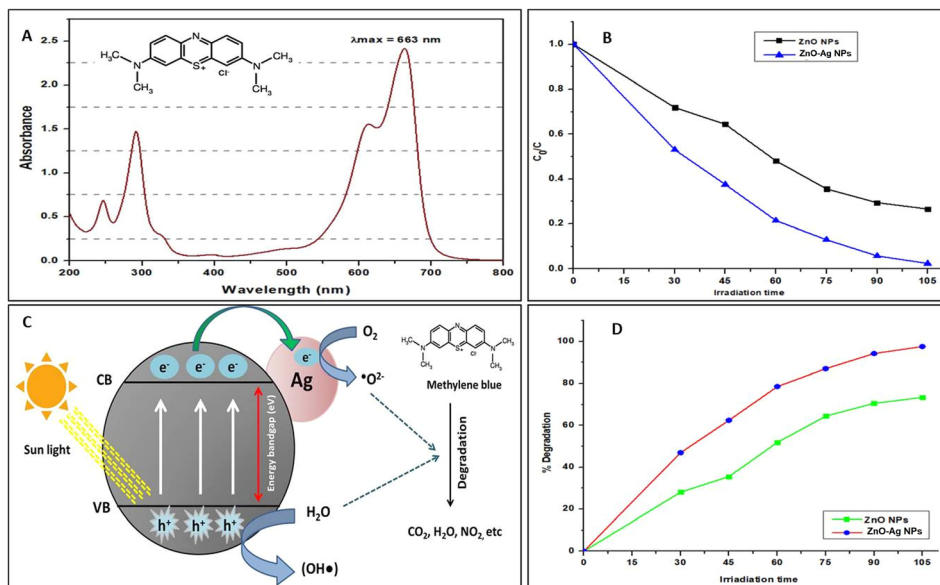 A
λmax = 663 nm
H₃C
N
N
S⁺
Cl⁻
N
CH₃
CH₃
CH₃
Absorbance
2.5
2.0
1.5
1.0
0.5
0.0
200 300 400 500 600 700 800
Wavelength (nm)
B
ZnO NPs
ZnO-Ag NPs
C₀/C
1.0
0.8
0.6
0.4
0.2
0.0
0 15 30 45 60 75 90 105
Irradiation time
C
Sun light
CB
VB
e⁻ e⁻ e⁻
e⁻
Ag
Energy bandgap (eV)
h⁺ h⁺ h⁺
O₂
•O²⁻
H₂O
(OH●)
H₃C
N
N
S⁺
Cl
N
CH₃
CH₃
CH₃
Methylene blue
Degradation
CO₂, H₂O, NO₂, etc
D
% Degradation
100
80
60
40
20
0
0 15 30 45 60 75 90 105
Irradiation time
ZnO NPs
ZnO-Ag NPs